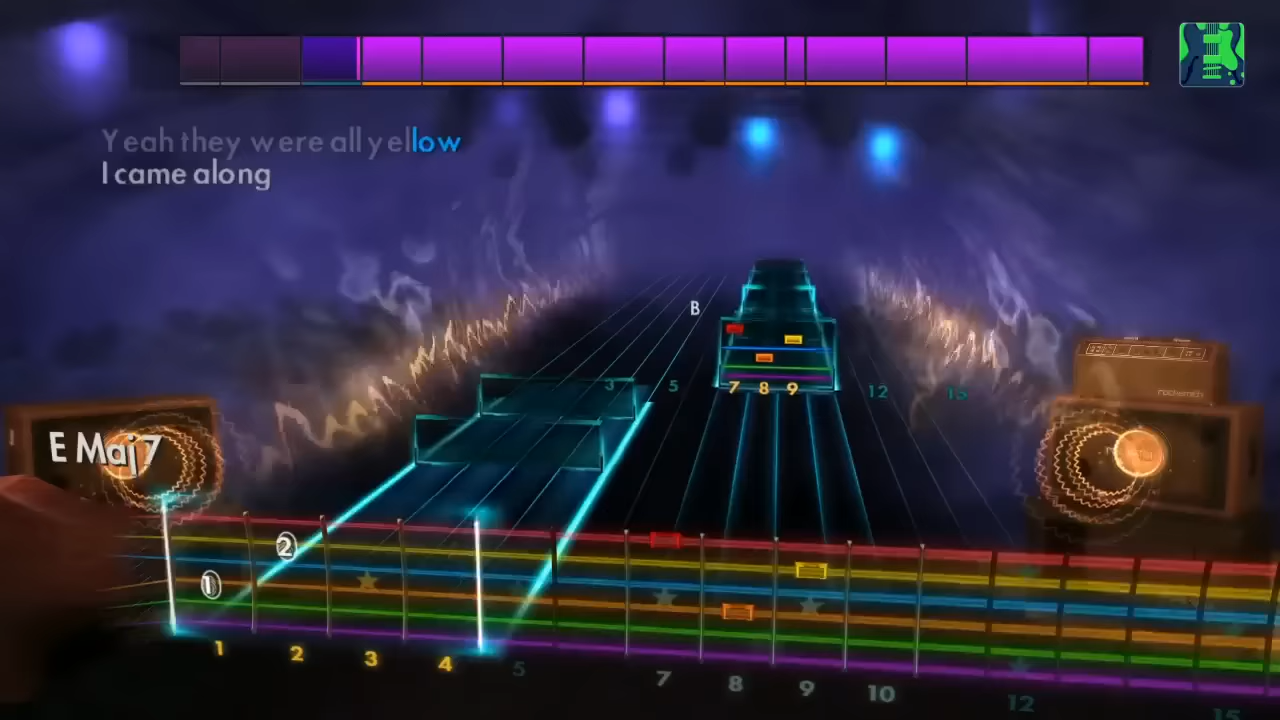 Yeah they were all yellow
I came along
B
3 5 7 8 9 12 15
E Maj7
rocksmith
2
1
1 2 3 4 5 7 8 9 10 12 15